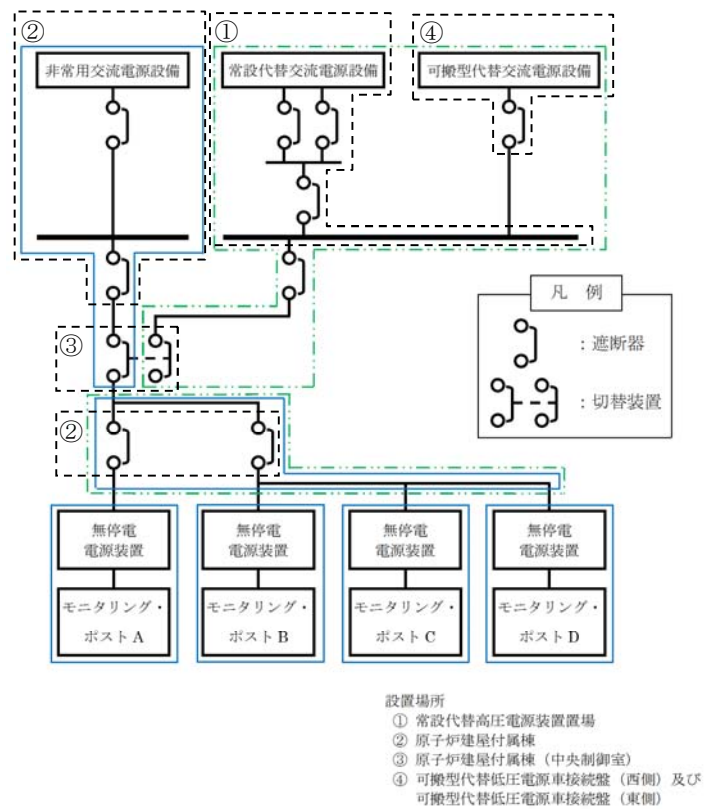 ② ① ④
非常用交流電源設備 常設代替交流電源設備 可搬型代替交流電源設備
凡 例
：遮断器
：切替装置
③
②
無停電 無停電 無停電 無停電
電源装置 電源装置 電源装置 電源装置
モニタリング・ モニタリング・ モニタリング・ モニタリング・
ポスト A ポスト B ポスト C ポスト D
設置場所
① 常設代替高圧電源装置置場
② 原子炉建屋付属棟
③ 原子炉建屋付属棟（中央制御室）
④ 可搬型代替低圧電源車接続盤（西側）及び
可搬型代替低圧電源車接続盤（東側）